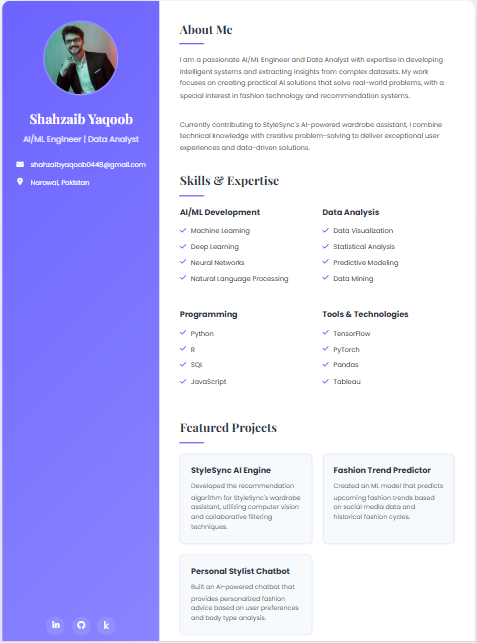 Shahzaib Yaqoob
AI/ML Engineer | Data Analyst
shahzaibyaqoob0448@gmail.com
Narowal, Pakistan
in
k
About Me
I am a passionate AI/ML Engineer and Data Analyst with expertise in developing
intelligent systems and extracting insights from complex datasets. My work
focuses on creating practical AI solutions that solve real-world problems, with a
special interest in fashion technology and recommendation systems.
Currently contributing to StyleSync's AI-powered wardrobe assistant, I combine
technical knowledge with creative problem-solving to deliver exceptional user
experiences and data-driven solutions.
Skills & Expertise
AI/ML Development
Machine Learning
Deep Learning
Neural Networks
Natural Language Processing
Data Analysis
Data Visualization
Statistical Analysis
Predictive Modeling
Data Mining
Programming
Python
R
SQL
JavaScript
Tools & Technologies
TensorFlow
PyTorch
Pandas
Tableau
Featured Projects
StyleSync AI Engine
Developed the recommendation
algorithm for StyleSync's wardrobe
assistant, utilizing computer vision
and collaborative filtering
techniques.
Fashion Trend Predictor
Created an ML model that predicts
upcoming fashion trends based
on social media data and
historical fashion cycles.
Personal Stylist Chatbot
Built an AI-powered chatbot that
provides personalized fashion
advice based on user preferences
and body type analysis.